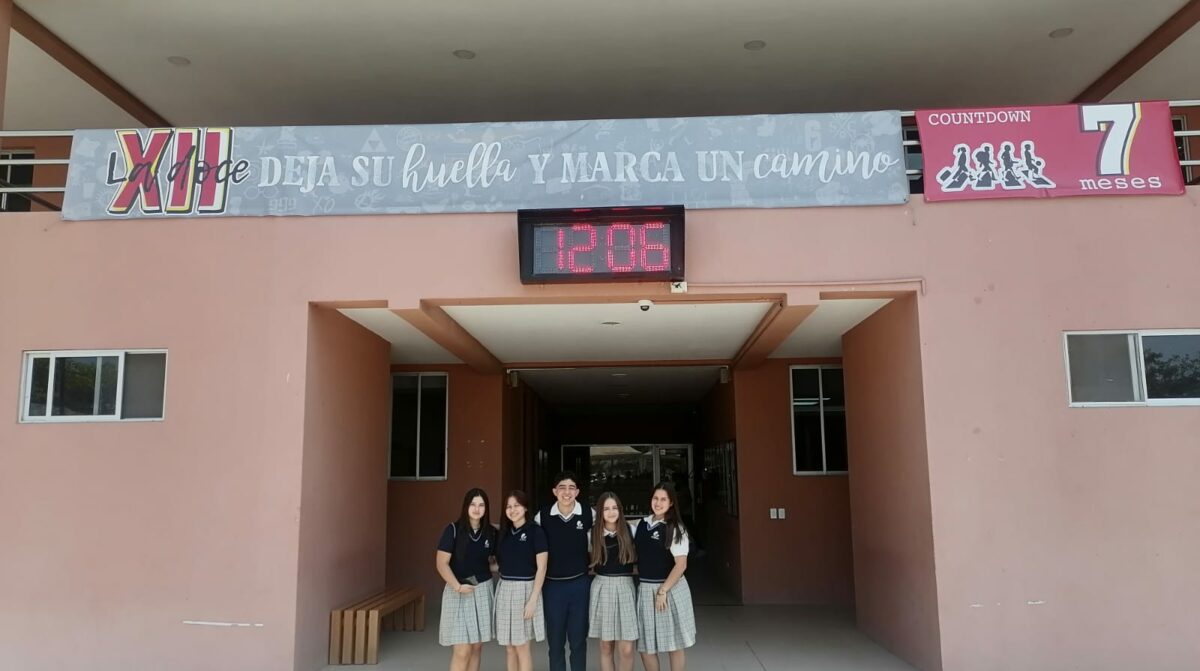 XII La doce DEJA SU huella Y MARCA UN camino
COUNTDOWN
7
meses
12:06